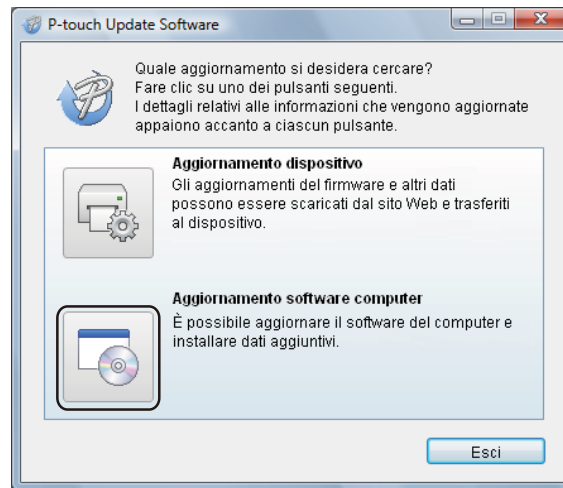 P-touch Update Software
Quale aggiornamento si desidera cercare?
Fare clic su uno dei pulsanti seguenti.
I dettagli relativi alle informazioni che vengono aggiornate
appaiono accanto a ciascun pulsante.
Aggiornamento dispositivo
Gli aggiornamenti del firmware e altri dati
possono essere scaricati dal sito Web e trasferiti
al dispositivo.
Aggiornamento software computer
È possibile aggiornare il software del computer e
installare dati aggiuntivi.
Esci